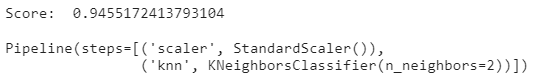 Score:  0.9455172413793104
Pipeline(steps=[('scaler', StandardScaler()),
                ('knn', KNeighborsClassifier(n_neighbors=2))])